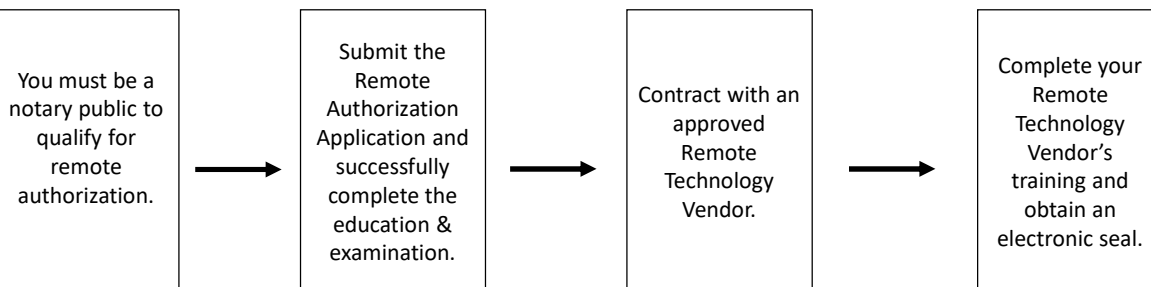 You must be a
notary public to
qualify for
remote
authorization.
Submit the
Remote
Authorization
Application and
successfully
complete the
education &
examination.
Contract with an
approved
Remote
Technology
Vendor.
Complete your
Remote
Technology
Vendor’s
training and
obtain an
electronic seal.